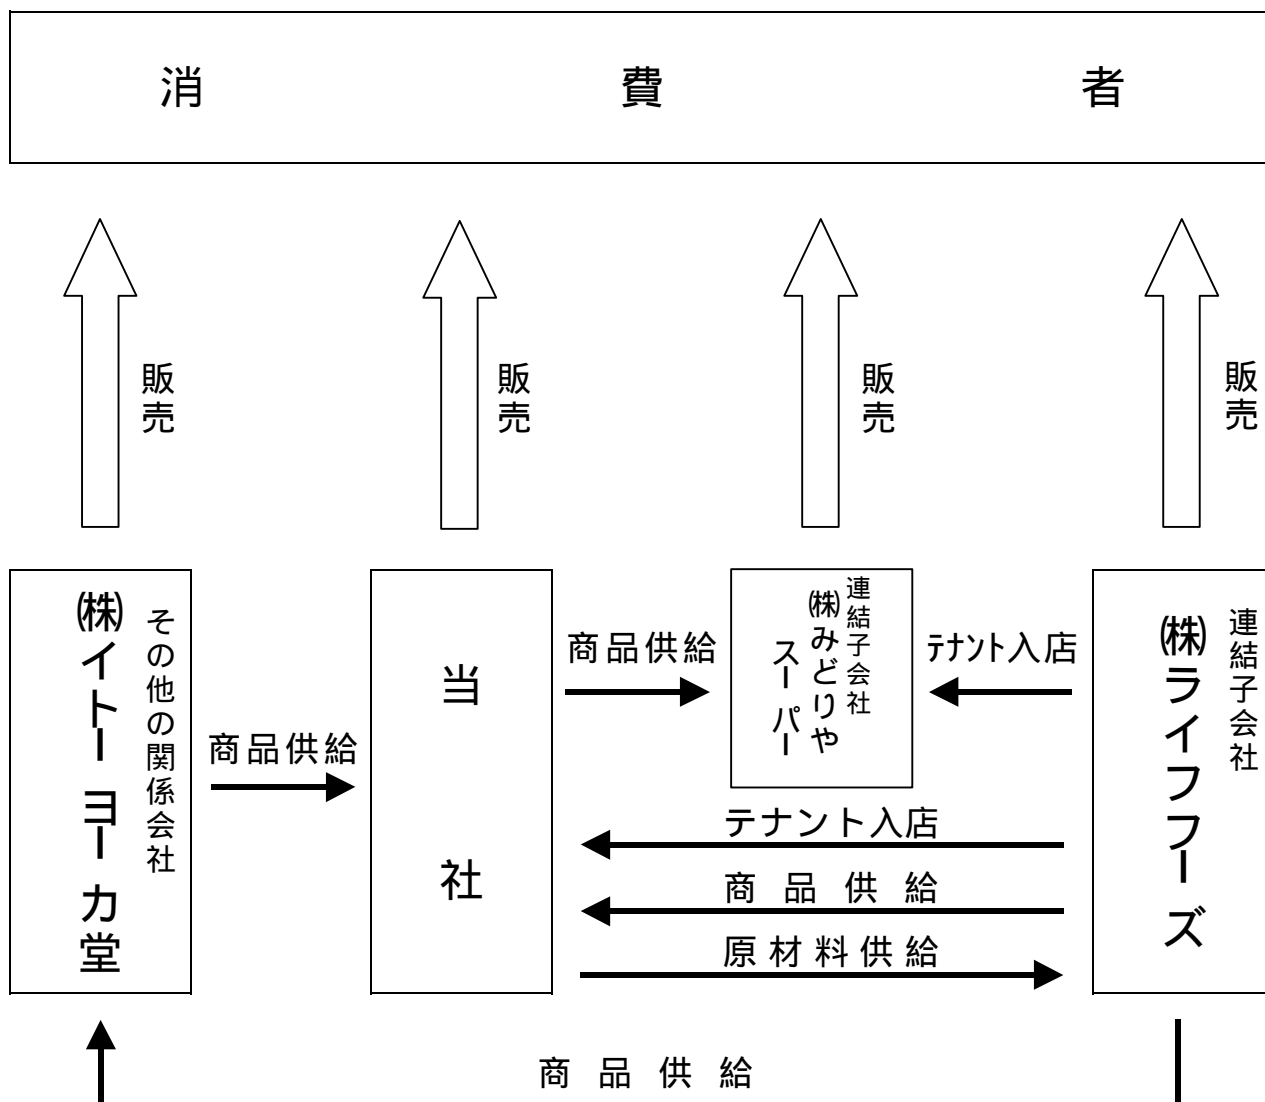 消費者
販売
販売
販売
販売
その他の関係会社
㈱イトーヨーカ堂
商品供給
当社
商品供給
連結子会社
㈱みどりや
スーパー
テナント入店
連結子会社
㈱ライフフーズ
テナント入店
商品供給
原材料供給
商品供給